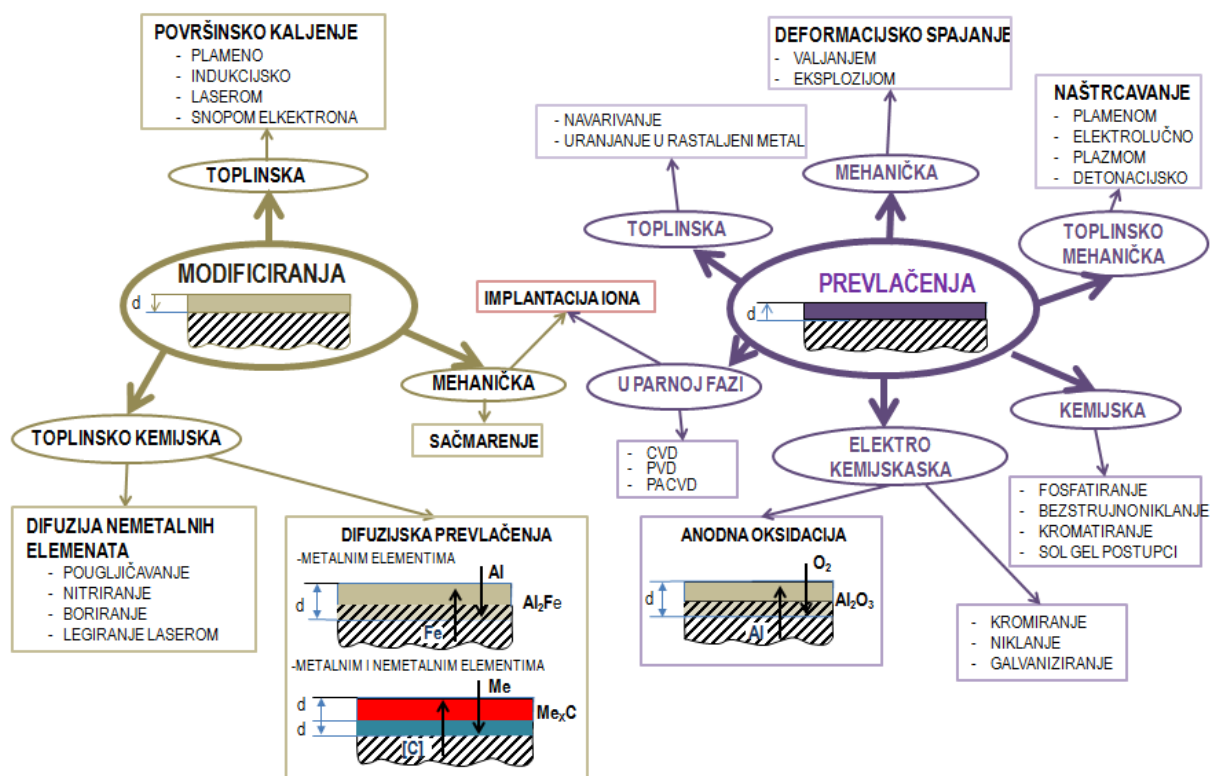 POVRŠINSKO KALJENJE
- PLAMENO
- INDUKCIJSKO
- LASEROM
- SNOPOM ELKEKTRONA
TOPLINSKA
MODIFICIRANJA
d
MEHANIČKA
SAČMARENJE
IMPLANTACIJA IONA
TOPLINSKO KEMIJSKA
DIFUZIJA NEMETALNIH
ELEMENATA
- POUGLJIČAVANJE
- NITRIRANJE
- BORIRANJE
- LEGIRANJE LASEROM
DIFUZIJSKA PREVLAČENJA
-METALNIM ELEMENTIMA
Al
d
Al2Fe
Fe
-METALNIM I NEMETALNIM ELEMENTIMA
Me
d
MeXC
d
[C]
DEFORMACIJSKO SPAJANJE
- VALJANJEM
- EKSPLOZIJOM
MEHANIČKA
- NAVARIVANJE
- URANJANJE U RASTALJENI METAL
TOPLINSKA
NAŠTRCAVANJE
- PLAMENOM
- ELEKTROLUČNO
- PLAZMOM
- DETONACIJSKO
TOPLINSKO
MEHANIČKA
PREVLAČENJA
d
U PARNOJ FAZI
- CVD
- PVD
- PACVD
ELEKTRO
KEMIJSKASKA
KEMIJSKA
- FOSFATIRANJE
- BEZSTRUJNONIKLANJE
- KROMATIRANJE
- SOL GEL POSTUPCI
ANODNA OKSIDACIJA
O2
d
Al2O3
Al
- KROMIRANJE
- NIKLANJE
- GALVANIZIRANJE